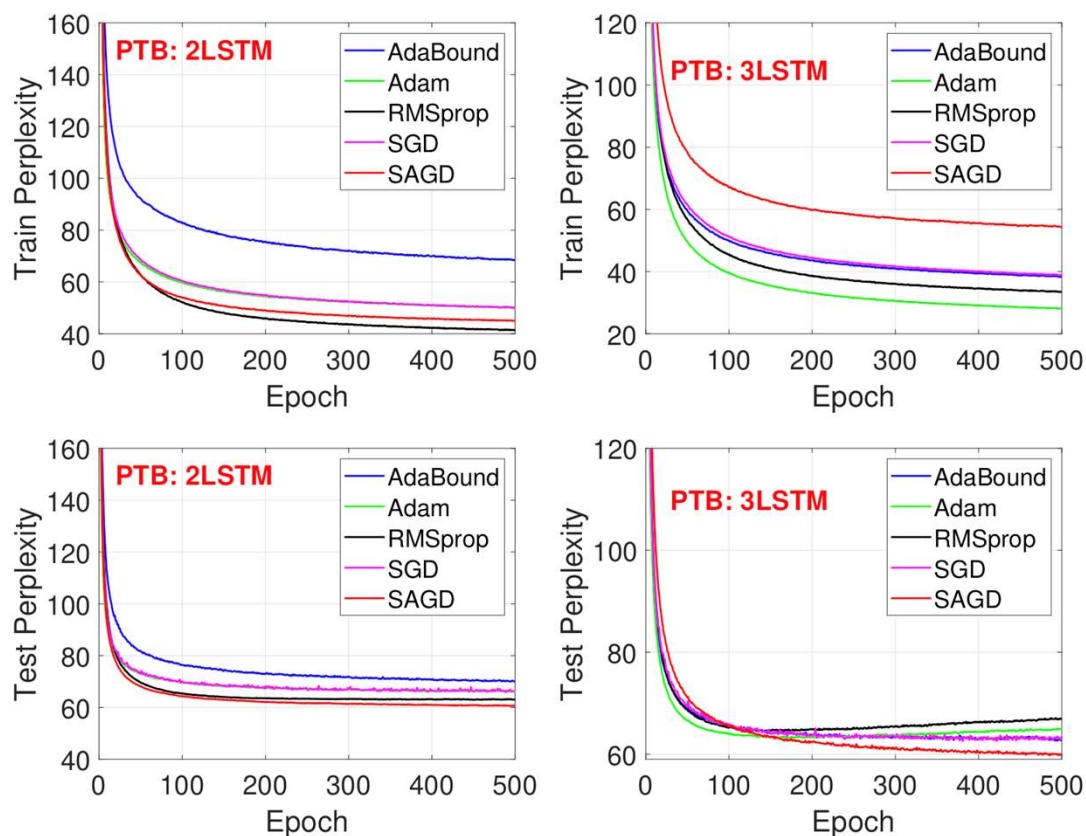 PTB: 2LSTM
AdaBound
Adam
RMSprop
SGD
SAGD
Train Perplexity
160
140
120
100
80
60
40
0 100 200 300 400 500
Epoch
PTB: 3LSTM
AdaBound
Adam
RMSprop
SGD
SAGD
Train Perplexity
120
100
80
60
40
20
0 100 200 300 400 500
Epoch
PTB: 2LSTM
AdaBound
Adam
RMSprop
SGD
SAGD
Test Perplexity
160
140
120
100
80
60
40
0 100 200 300 400 500
Epoch
PTB: 3LSTM
AdaBound
Adam
RMSprop
SGD
SAGD
Test Perplexity
120
100
80
60
0 100 200 300 400 500
Epoch